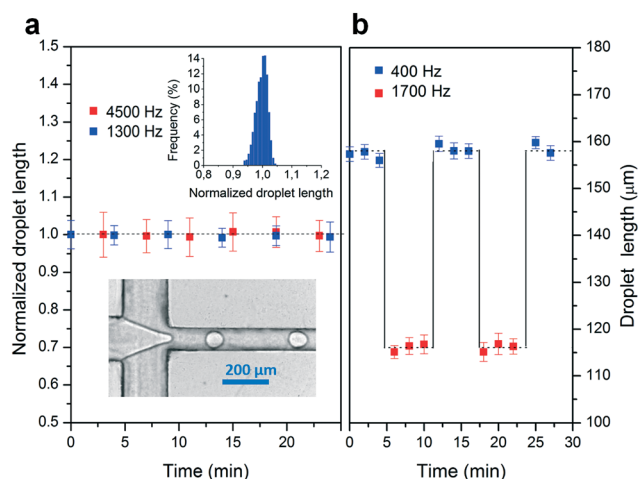 a
Normalized droplet length
1.5
1.4
1.3
1.2
1.1
1.0
0.9
0.8
0.7
0.6
0.5
0 5 10 15 20
Time (min)
4500 Hz
1300 Hz
Frequency (%)
14
12
10
8
6
4
2
0
0,8 0,9 1,0 1,1 1,2
Normalized droplet length
200 µm
b
400 Hz
1700 Hz
180
170
160
150
140
130
120
110
100
Droplet length (µm)
0 5 10 15 20 25 30
Time (min)